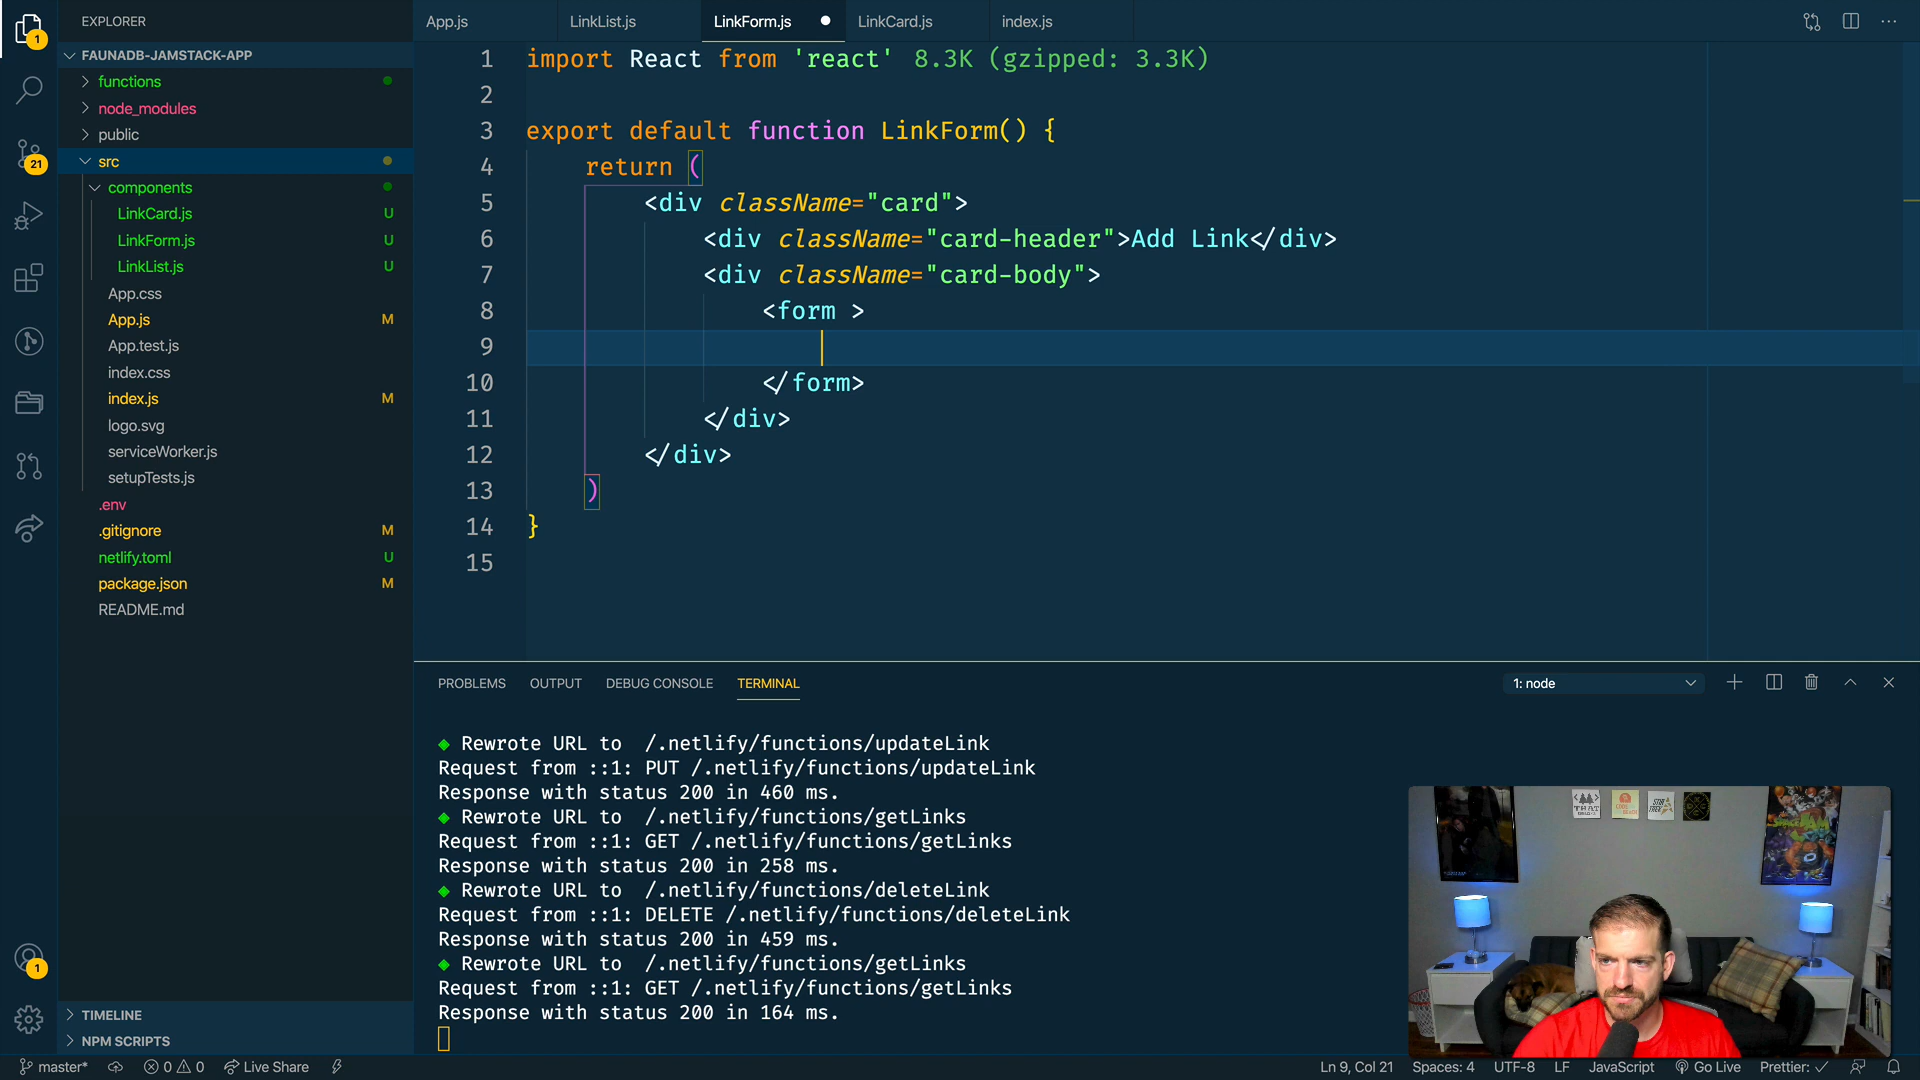 EXPLORER
FAUNADB-JAMSTACK-APP
functions
node_modules
public
src
components
LinkCard.js U
LinkForm.js U
LinkList.js U
App.css
App.js M
App.test.js
index.css
index.js M
logo.svg
serviceWorker.js
setupTests.js
.env
.gitignore M
netlify.toml U
package.json M
README.md
TIMELINE
NPM SCRIPTS
1
21
1
App.js LinkList.js LinkForm.js LinkCard.js index.js
1 import React from 'react' 8.3K (gzipped: 3.3K)
2
3 export default function LinkForm() {
4 return (
5 <div className="card">
6 <div className="card-header">Add Link</div>
7 <div className="card-body">
8 <form >
9
10 </form>
11 </div>
12 </div>
13 )
14 }
15
PROBLEMS OUTPUT DEBUG CONSOLE TERMINAL 1: node
◆ Rewrote URL to /.netlify/functions/updateLink
Request from ::1: PUT /.netlify/functions/updateLink
Response with status 200 in 460 ms.
◆ Rewrote URL to /.netlify/functions/getLinks
Request from ::1: GET /.netlify/functions/getLinks
Response with status 200 in 258 ms.
◆ Rewrote URL to /.netlify/functions/deleteLink
Request from ::1: DELETE /.netlify/functions/deleteLink
Response with status 200 in 459 ms.
◆ Rewrote URL to /.netlify/functions/getLinks
Request from ::1: GET /.netlify/functions/getLinks
Response with status 200 in 164 ms.
master* 0 0 Live Share Ln 9, Col 21 Spaces: 4 UTF-8 LF JavaScript Go Live Prettier: ✓